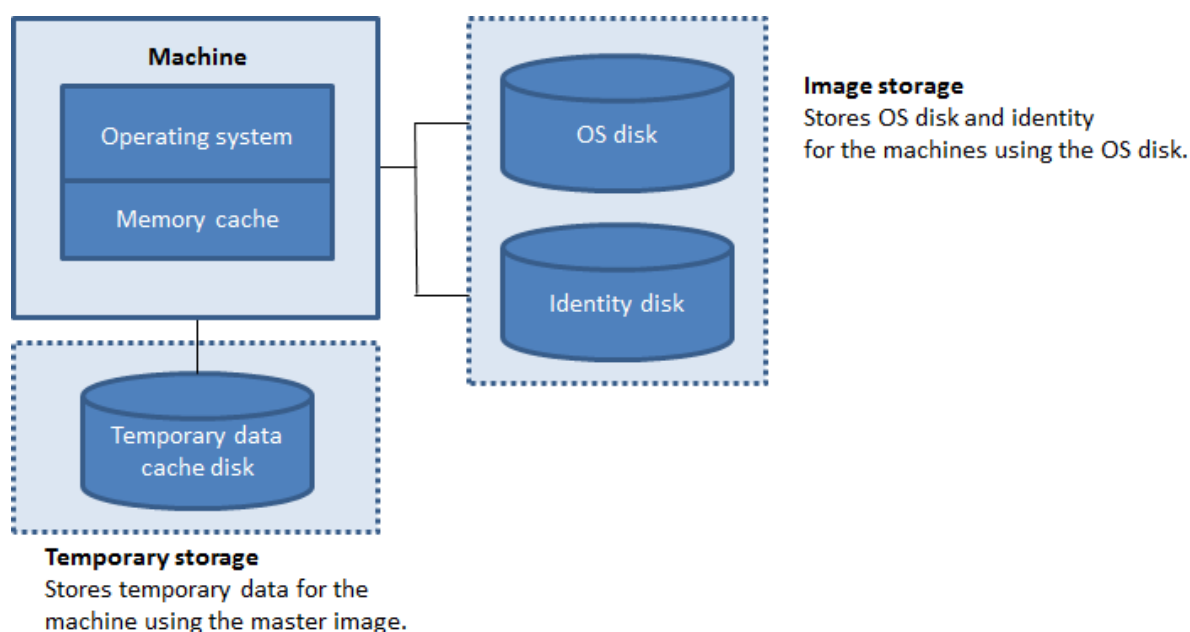 Machine
Operating system
Memory cache
OS disk
Identity disk
Image storage
Stores OS disk and identity
for the machines using the OS disk.
Temporary data
cache disk
Temporary storage
Stores temporary data for the
machine using the master image.